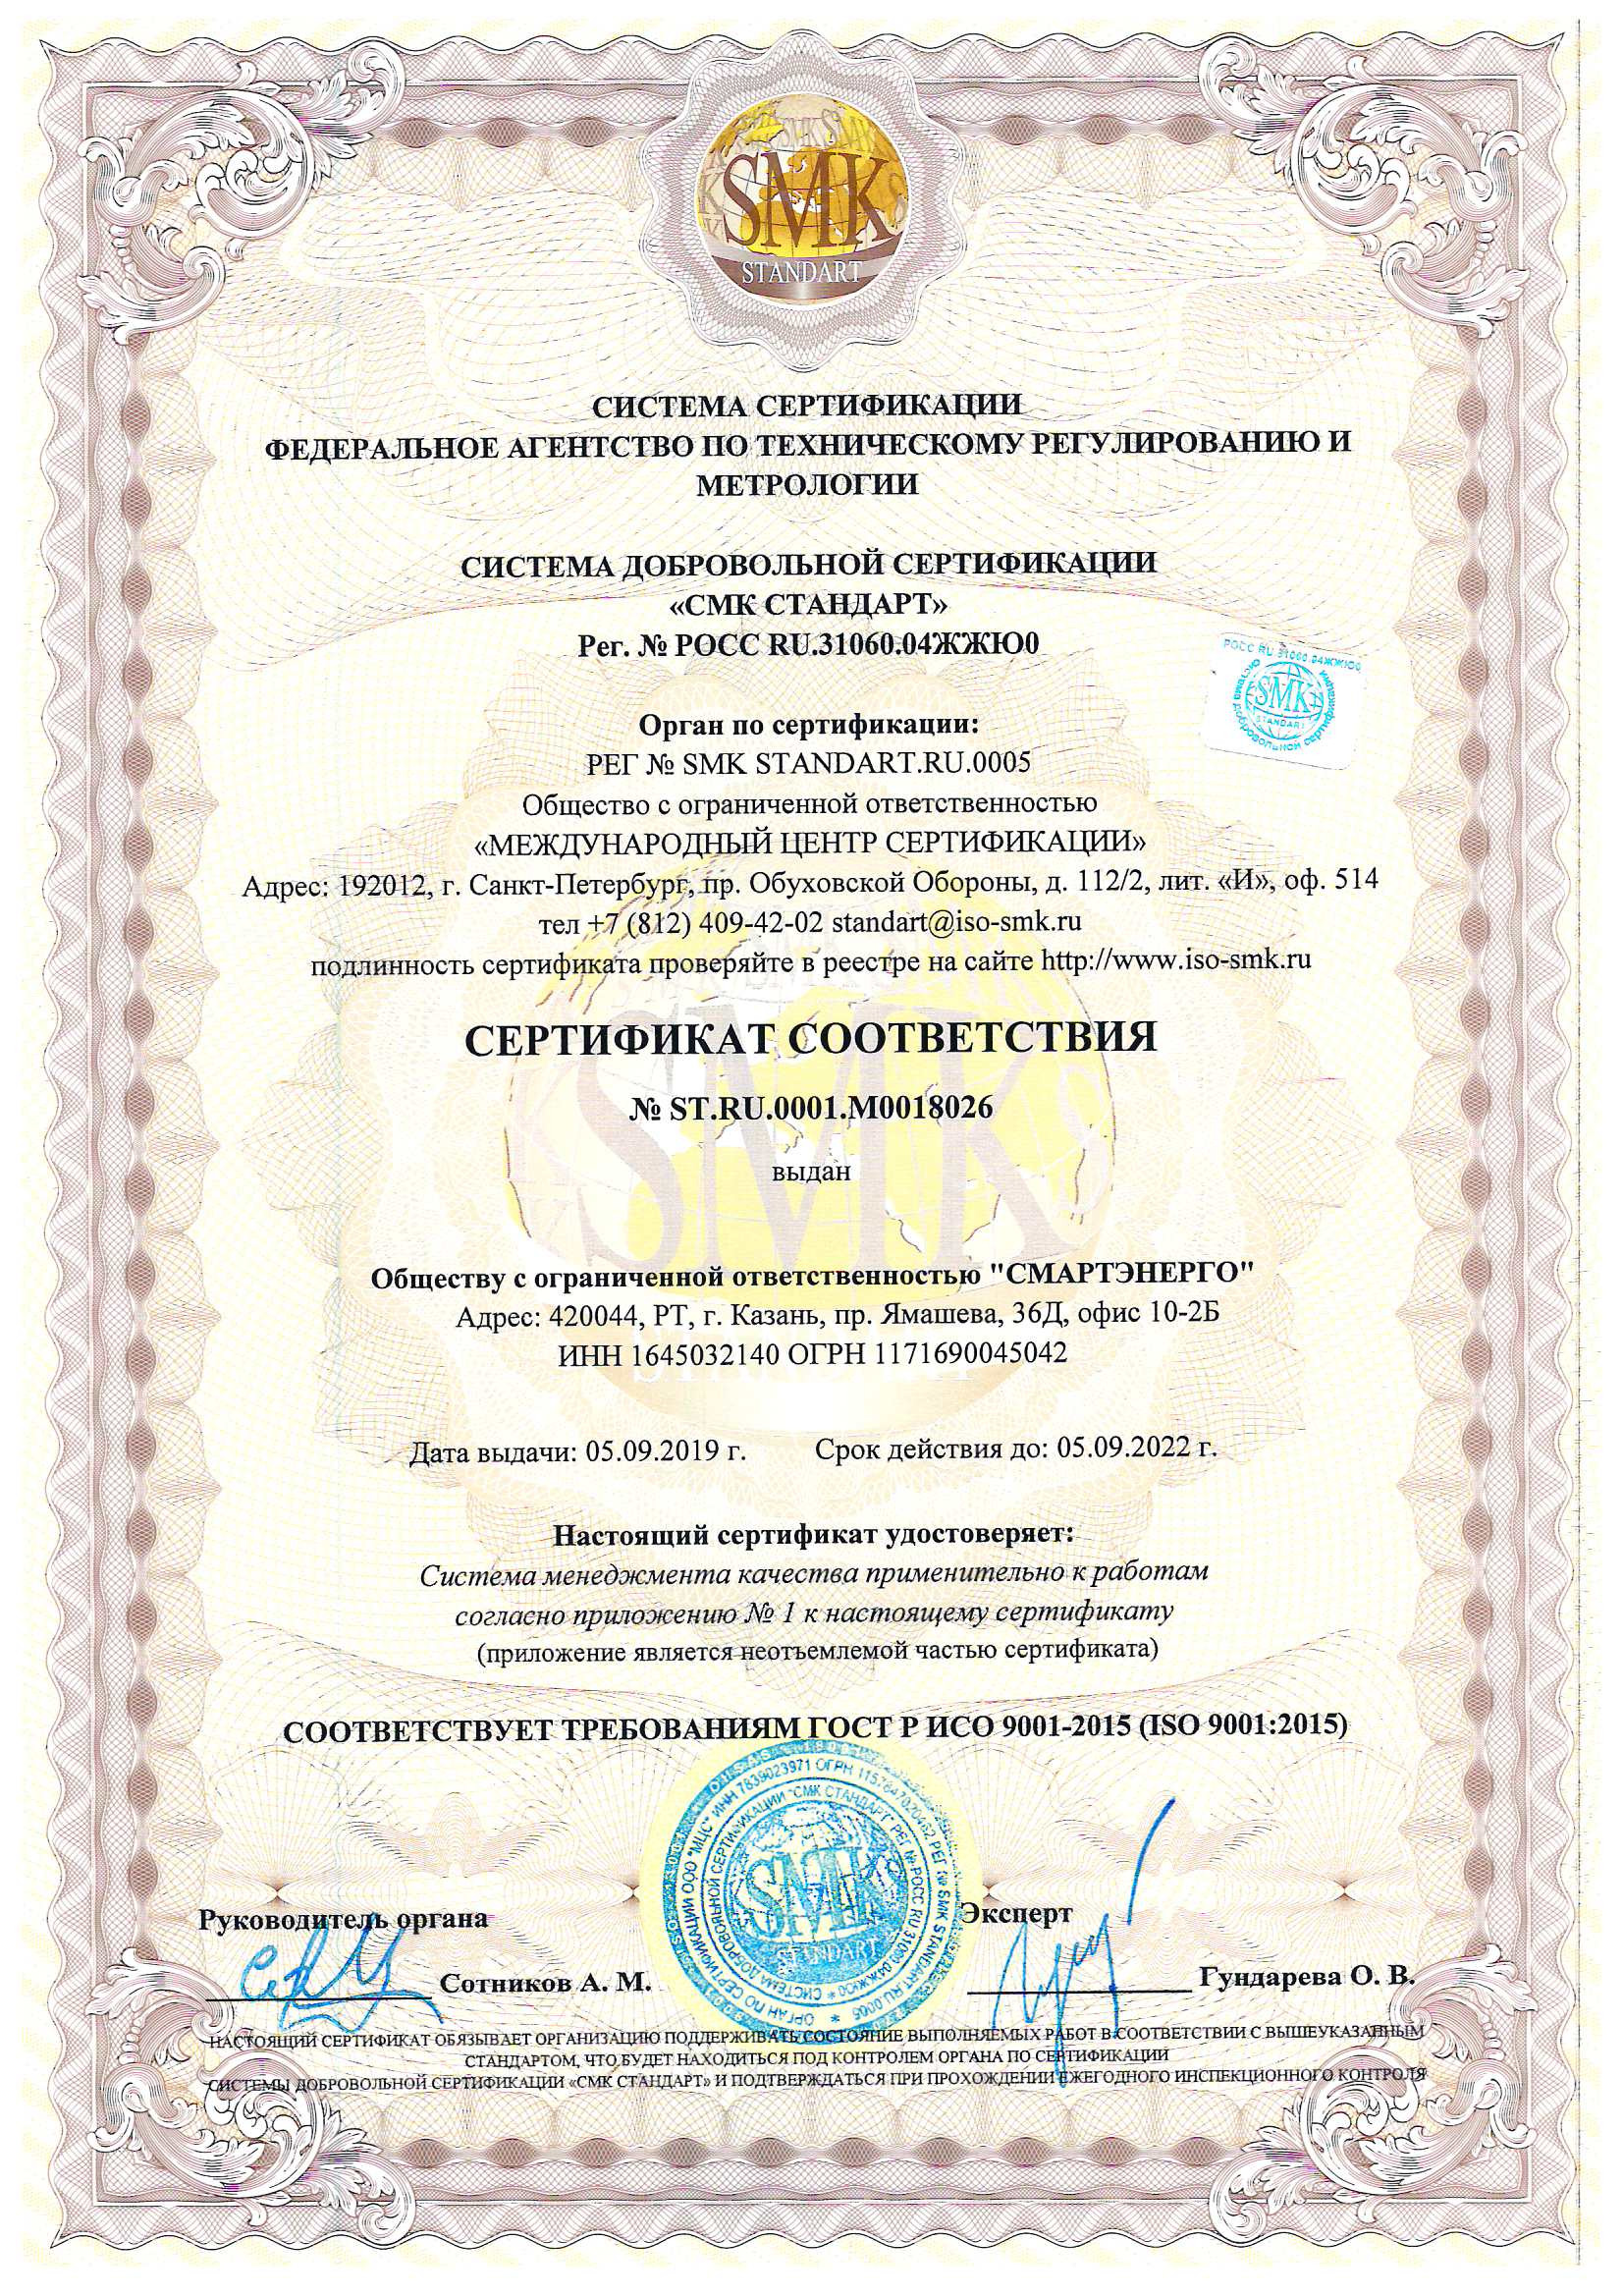 SMK
STANDART
СИСТЕМА СЕРТИФИКАЦИИ
ФЕДЕРАЛЬНОЕ АГЕНТСТВО ПО ТЕХНИЧЕСКОМУ РЕГУЛИРОВАНИЮ И
МЕТРОЛОГИИ
СИСТЕМА ДОБРОВОЛЬНОЙ СЕРТИФИКАЦИИ
«СМК СТАНДАРТ»
Рег. № РОСС RU.31060.04ЖЖЮ0
РОСС RU 31060 04ЖЖЮ0
SMK
STANDART
система добровольной сертификации
Орган по сертификации:
РЕГ № SMK STANDART.RU.0005
Общество с ограниченной ответственностью
«МЕЖДУНАРОДНЫЙ ЦЕНТР СЕРТИФИКАЦИИ»
Адрес: 192012, г. Санкт-Петербург, пр. Обуховской Обороны, д. 112/2, лит. «И», оф. 514
тел +7 (812) 409-42-02 standart@iso-smk.ru
подлинность сертификата проверяйте в реестре на сайте http://www.iso-smk.ru
СЕРТИФИКАТ СООТВЕТСТВИЯ
№ ST.RU.0001.M0018026
выдан
Обществу с ограниченной ответственностью "СМАРТЭНЕРГО"
Адрес: 420044, РТ, г. Казань, пр. Ямашева, 36Д, офис 10-2Б
ИНН 1645032140 ОГРН 1171690045042
Дата выдачи: 05.09.2019 г. Срок действия до: 05.09.2022 г.
Настоящий сертификат удостоверяет:
Система менеджмента качества применительно к работам
согласно приложению № 1 к настоящему сертификату
(приложение является неотъемлемой частью сертификата)
СООТВЕТСТВУЕТ ТРЕБОВАНИЯМ ГОСТ Р ИСО 9001-2015 (ISO 9001:2015)
ОРГАН ПО СЕРТИФИКАЦИИ ООО "МЦС" ИНН 7839023971 ОГРН 1157847020462 РЕГ № SMK STANDART.RU.0005
СИСТЕМА ДОБРОВОЛЬНОЙ СЕРТИФИКАЦИИ "СМК СТАНДАРТ" РЕГ № РОСС RU.31060.04ЖЖЮ0
SMK
STANDART
Руководитель органа
Сотников А. М.
Эксперт
Гундарева О. В.
НАСТОЯЩИЙ СЕРТИФИКАТ ОБЯЗЫВАЕТ ОРГАНИЗАЦИЮ ПОДДЕРЖИВАТЬ СОСТОЯНИЕ ВЫПОЛНЯЕМЫХ РАБОТ В СООТВЕТСТВИИ С ВЫШЕУКАЗАННЫМ
СТАНДАРТОМ, ЧТО БУДЕТ НАХОДИТЬСЯ ПОД КОНТРОЛЕМ ОРГАНА ПО СЕРТИФИКАЦИИ
СИСТЕМЫ ДОБРОВОЛЬНОЙ СЕРТИФИКАЦИИ «СМК СТАНДАРТ» И ПОДТВЕРЖДАТЬСЯ ПРИ ПРОХОЖДЕНИИ ЕЖЕГОДНОГО ИНСПЕКЦИОННОГО КОНТРОЛЯ